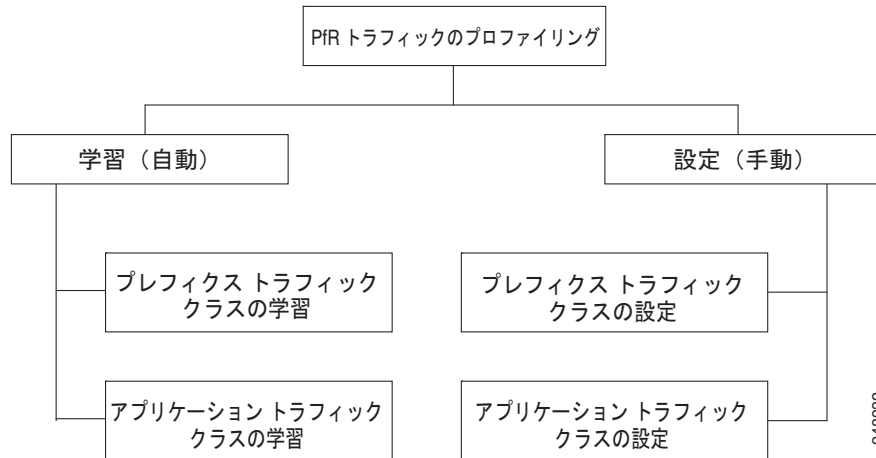 PfR トラフィックのプロファイリング
学習（自動）
設定（手動）
プレフィクス トラフィック
クラスの学習
プレフィクス トラフィック
クラスの設定
アプリケーション トラフィック
クラスの学習
アプリケーション トラフィック
クラスの設定